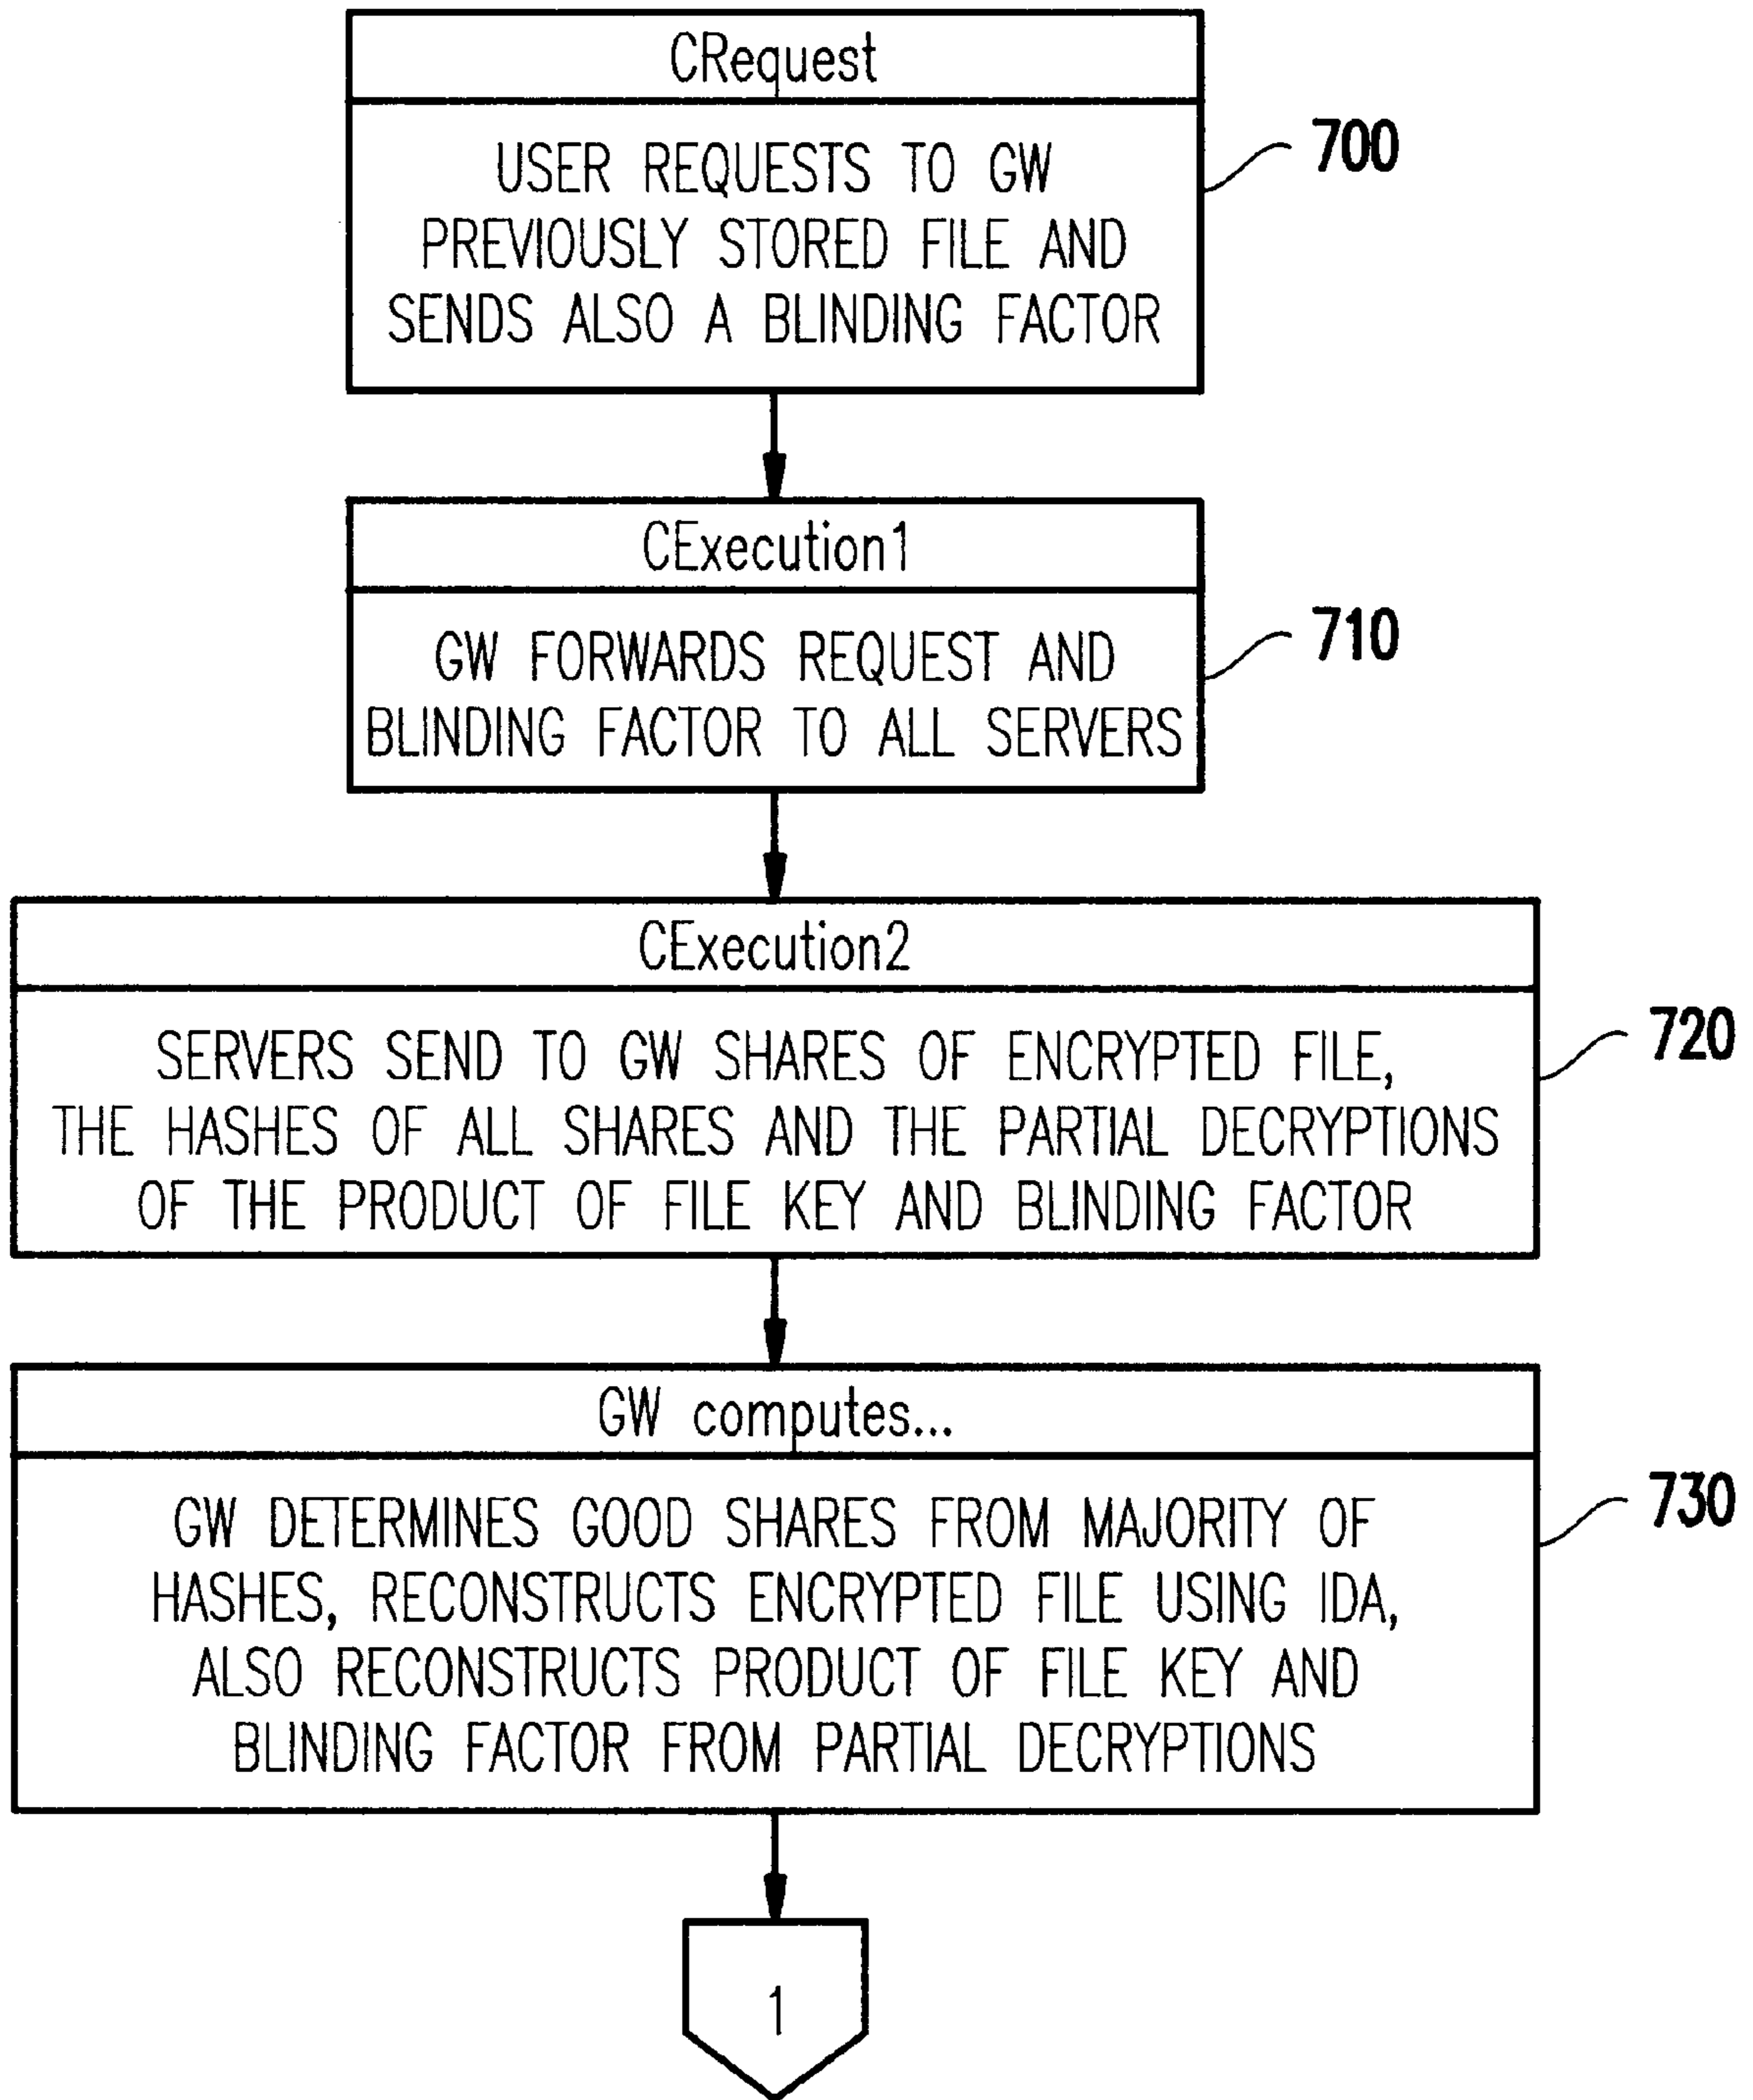 CRequest
USER REQUESTS TO GW
PREVIOUSLY STORED FILE AND
SENDS ALSO A BLINDING FACTOR
700
CExecution1
GW FORWARDS REQUEST AND
BLINDING FACTOR TO ALL SERVERS
710
CExecution2
SERVERS SEND TO GW SHARES OF ENCRYPTED FILE,
THE HASHES OF ALL SHARES AND THE PARTIAL DECRYPTIONS
OF THE PRODUCT OF FILE KEY AND BLINDING FACTOR
720
GW computes...
GW DETERMINES GOOD SHARES FROM MAJORITY OF
HASHES, RECONSTRUCTS ENCRYPTED FILE USING IDA,
ALSO RECONSTRUCTS PRODUCT OF FILE KEY AND
BLINDING FACTOR FROM PARTIAL DECRYPTIONS
730
1